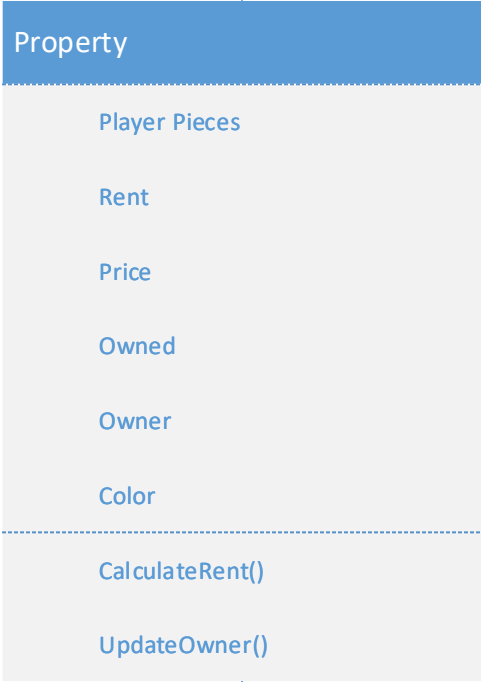 Property
Player Pieces
Rent
Price
Owned
Owner
Color
CalculateRent()
UpdateOwner()